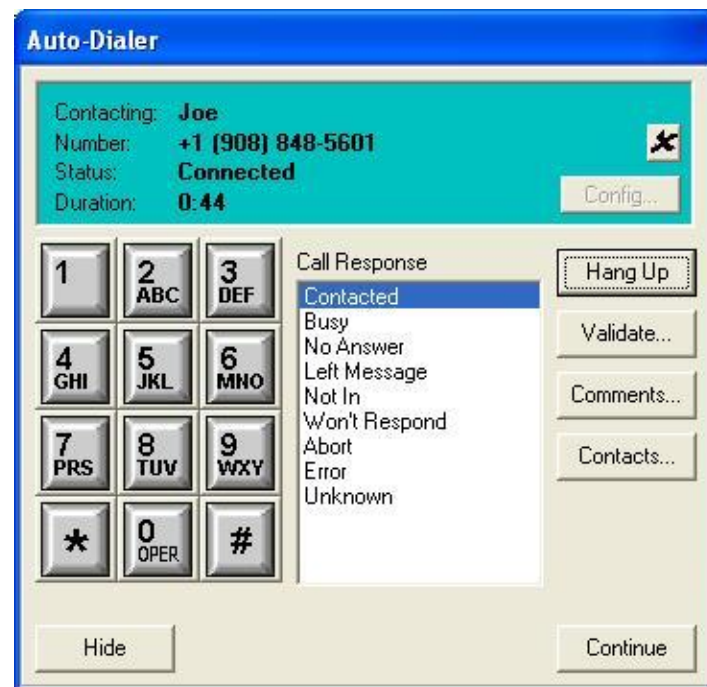 Auto-Dialer
Contacting: Joe
Number: +1 (908) 848-5601
Status: Connected
Duration: 0:44
Config...
1
2
ABC
3
DEF
4
GHI
5
JKL
6
MNO
7
PRS
8
TUV
9
WXY
*
0
OPER
#
Call Response
Contacted
Busy
No Answer
Left Message
Not In
Won't Respond
Abort
Error
Unknown
Hang Up
Validate...
Comments...
Contacts...
Hide
Continue